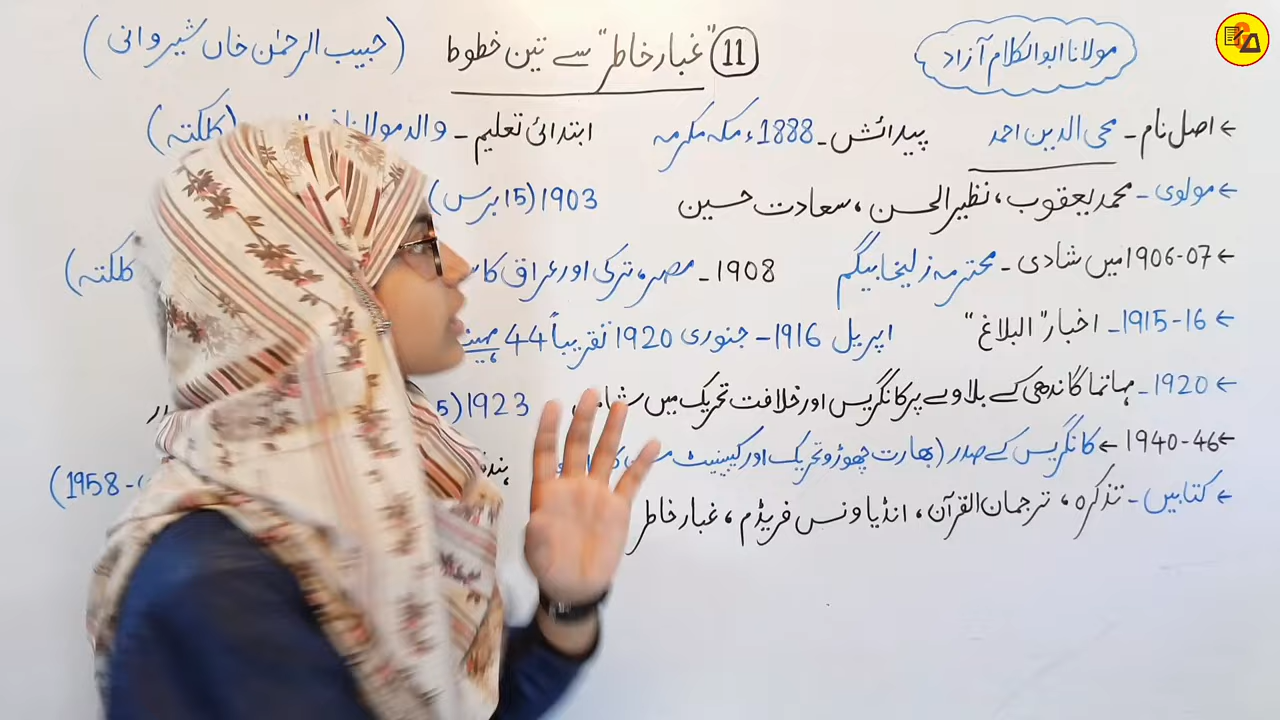 مولانا ابوالکلام آزاد
11 "غبار خاطر" سے تین خطوط (حبیب الرحمٰن خاں شیروانی)
← اصل نام - محی الدین احمد پیدائش - 1888ء مکہ مکرمہ ابتدائی تعلیم - والد مولانا (کلکتہ)
← مولوی - محمد یعقوب، نظیر الحسن، سعادت حسین 1903 (15 برس)
← 1906-07 میں شادی - محترمہ زلیخا بیگم 1908 - مصر، ترکی اور عراق کا کلکتہ)
← 1915-16 - اخبار "البلاغ" اپریل 1916 - جنوری 1920 تقریباً 44 مہینے
← 1920 - مہاتما گاندھی کے بلاوے پر کانگریس اور خلافت تحریک میں 1923
← 1940-46 ← کانگریس کے صدر (بھارت چھوڑو تحریک اور کیبنیٹ 1958)
← کتابیں - تذکرہ، ترجمان القرآن، انڈیا ونس فریڈم، غبار خاطر